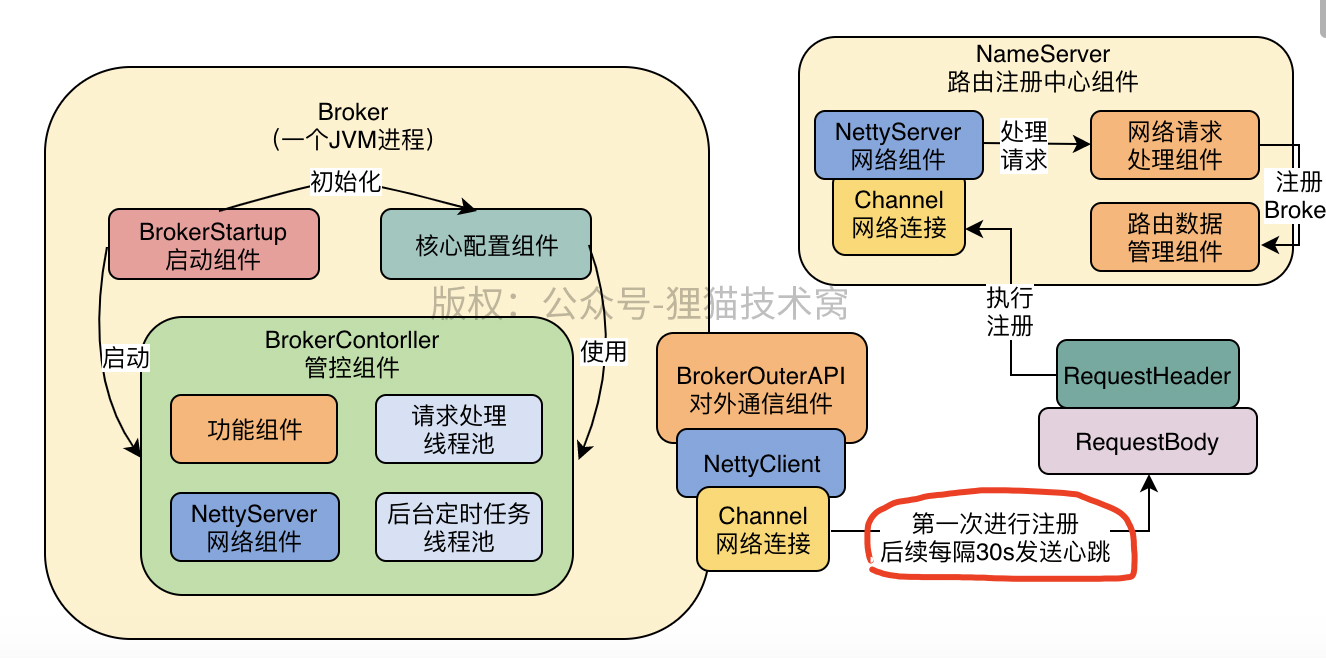 Broker
（一个JVM进程）
初始化
BrokerStartup
启动组件
核心配置组件
版权：公众号-狸猫技术窝
启动
使用
BrokerContorller
管控组件
功能组件
请求处理
线程池
NettyServer
网络组件
后台定时任务
线程池
BrokerOuterAPI
对外通信组件
NettyClient
Channel
网络连接
第一次进行注册
后续每隔30s发送心跳
RequestHeader
RequestBody
执行
注册
NameServer
路由注册中心组件
NettyServer
网络组件
处理
请求
网络请求
处理组件
Channel
网络连接
路由数据
管理组件
注册
Broke